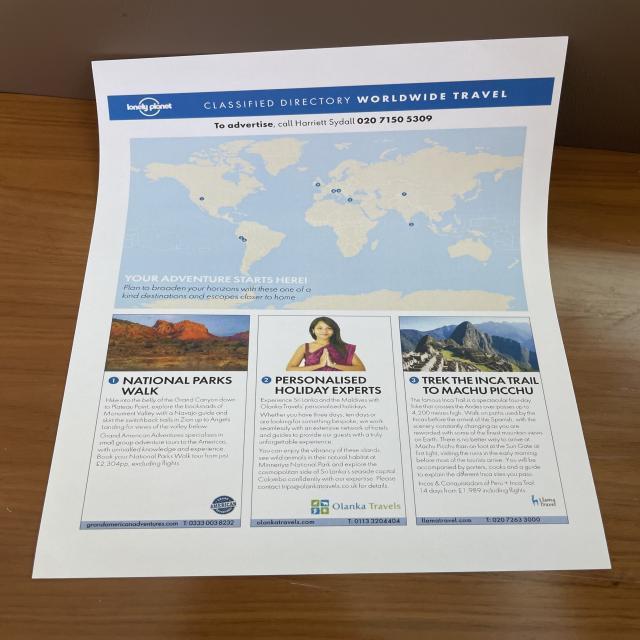 lonely planet
CLASSIFIED DIRECTORY WORLDWIDE TRAVEL
To advertise, call Harriett Sydall 020 7150 5309
YOUR ADVENTURE STARTS HERE!
Plan to broaden your horizons with these one of a
kind destinations and escapes closer to home
1 NATIONAL PARKS
WALK
Hike into the belly of the Grand Canyon down
to Plateau Point, explore the backroads of
Monument Valley with a Navajo guide and
skirt the switchback trails in Zion up to Angels
Landing for views of the valley below.
Grand American Adventures specialises in
small group adventure tours to the Americas,
with unrivalled knowledge and experience.
Book your National Parks Walk tour from just
£2,304pp, excluding flights.
GRAND
AMERICAN
ADVENTURES
grandamericanadventures.com T: 0333 003 8232
2 PERSONALISED
HOLIDAY EXPERTS
Experience Sri Lanka and the Maldives with
Olanka Travels' personalised holidays.
Whether you have three days, ten days or
are looking for something bespoke, we work
seamlessly with an extensive network of hotels
and guides to provide our guests with a truly
unforgettable experience.
You can enjoy the vibrancy of these islands,
see wild animals in their natural habitat at
Minneriya National Park and explore the
cosmopolitan side of Sri Lanka's seaside capital
Colombo confidently with our expertise. Please
contact trips@olankatravels.co.uk for details.
Olanka Travels
olankatravels.com T: 0113 3204404
3 TREK THE INCA TRAIL
TO MACHU PICCHU
The famous Inca Trail is a spectacular four-day
hike that crosses the Andes over passes up to
4,200 metres high. Walk on paths used by the
Incas before the arrival of the Spanish, with the
scenery constantly changing as you are
rewarded with some of the finest mountain views
on Earth. There is no better way to arrive at
Machu Picchu than on foot at the Sun Gate at
first light, visiting the ruins in the early morning
before most of the tourists arrive. You will be
accompanied by porters, cooks and a guide
to explain the different Inca sites you pass.
Incas & Conquistadors of Peru + Inca Trail
14 days from £1,989 including flights
Llama
Travel
llamatravel.com T: 020 7263 3000